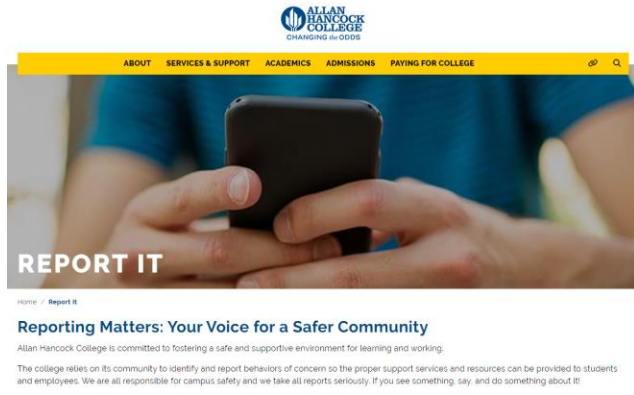 ALLAN
HANCOCK
COLLEGE
CHANGING the ODDS
ABOUT SERVICES & SUPPORT ACADEMICS ADMISSIONS PAYING FOR COLLEGE
REPORT IT
Home / Report It
Reporting Matters: Your Voice for a Safer Community
Allan Hancock College is committed to fostering a safe and supportive environment for learning and working.
The college relies on its community to identify and report behaviors of concern so the proper support services and resources can be provided to students
and employees. We are all responsible for campus safety and we take all reports seriously. If you see something, say, and do something about it!